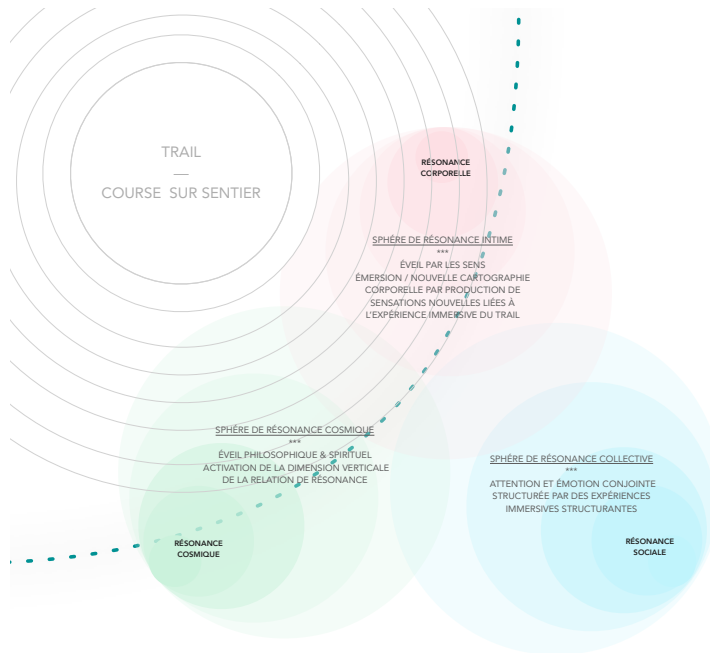 TRAIL
—
COURSE SUR SENTIER
RÉSONANCE
CORPORELLE
SPHÈRE DE RÉSONANCE INTIME
***
ÉVEIL PAR LES SENS
ÉMERSION / NOUVELLE CARTOGRAPHIE
CORPORELLE PAR PRODUCTION DE
SENSATIONS NOUVELLES LIÉES À
L'EXPÉRIENCE IMMERSIVE DU TRAIL
SPHÈRE DE RÉSONANCE COSMIQUE
***
ÉVEIL PHILOSOPHIQUE & SPIRITUEL
ACTIVATION DE LA DIMENSION VERTICALE
DE LA RELATION DE RÉSONANCE
RÉSONANCE
COSMIQUE
SPHÈRE DE RÉSONANCE COLLECTIVE
***
ATTENTION ET ÉMOTION CONJOINTE
STRUCTURÉE PAR DES EXPÉRIENCES
IMMERSIVES STRUCTURANTES
RÉSONANCE
SOCIALE